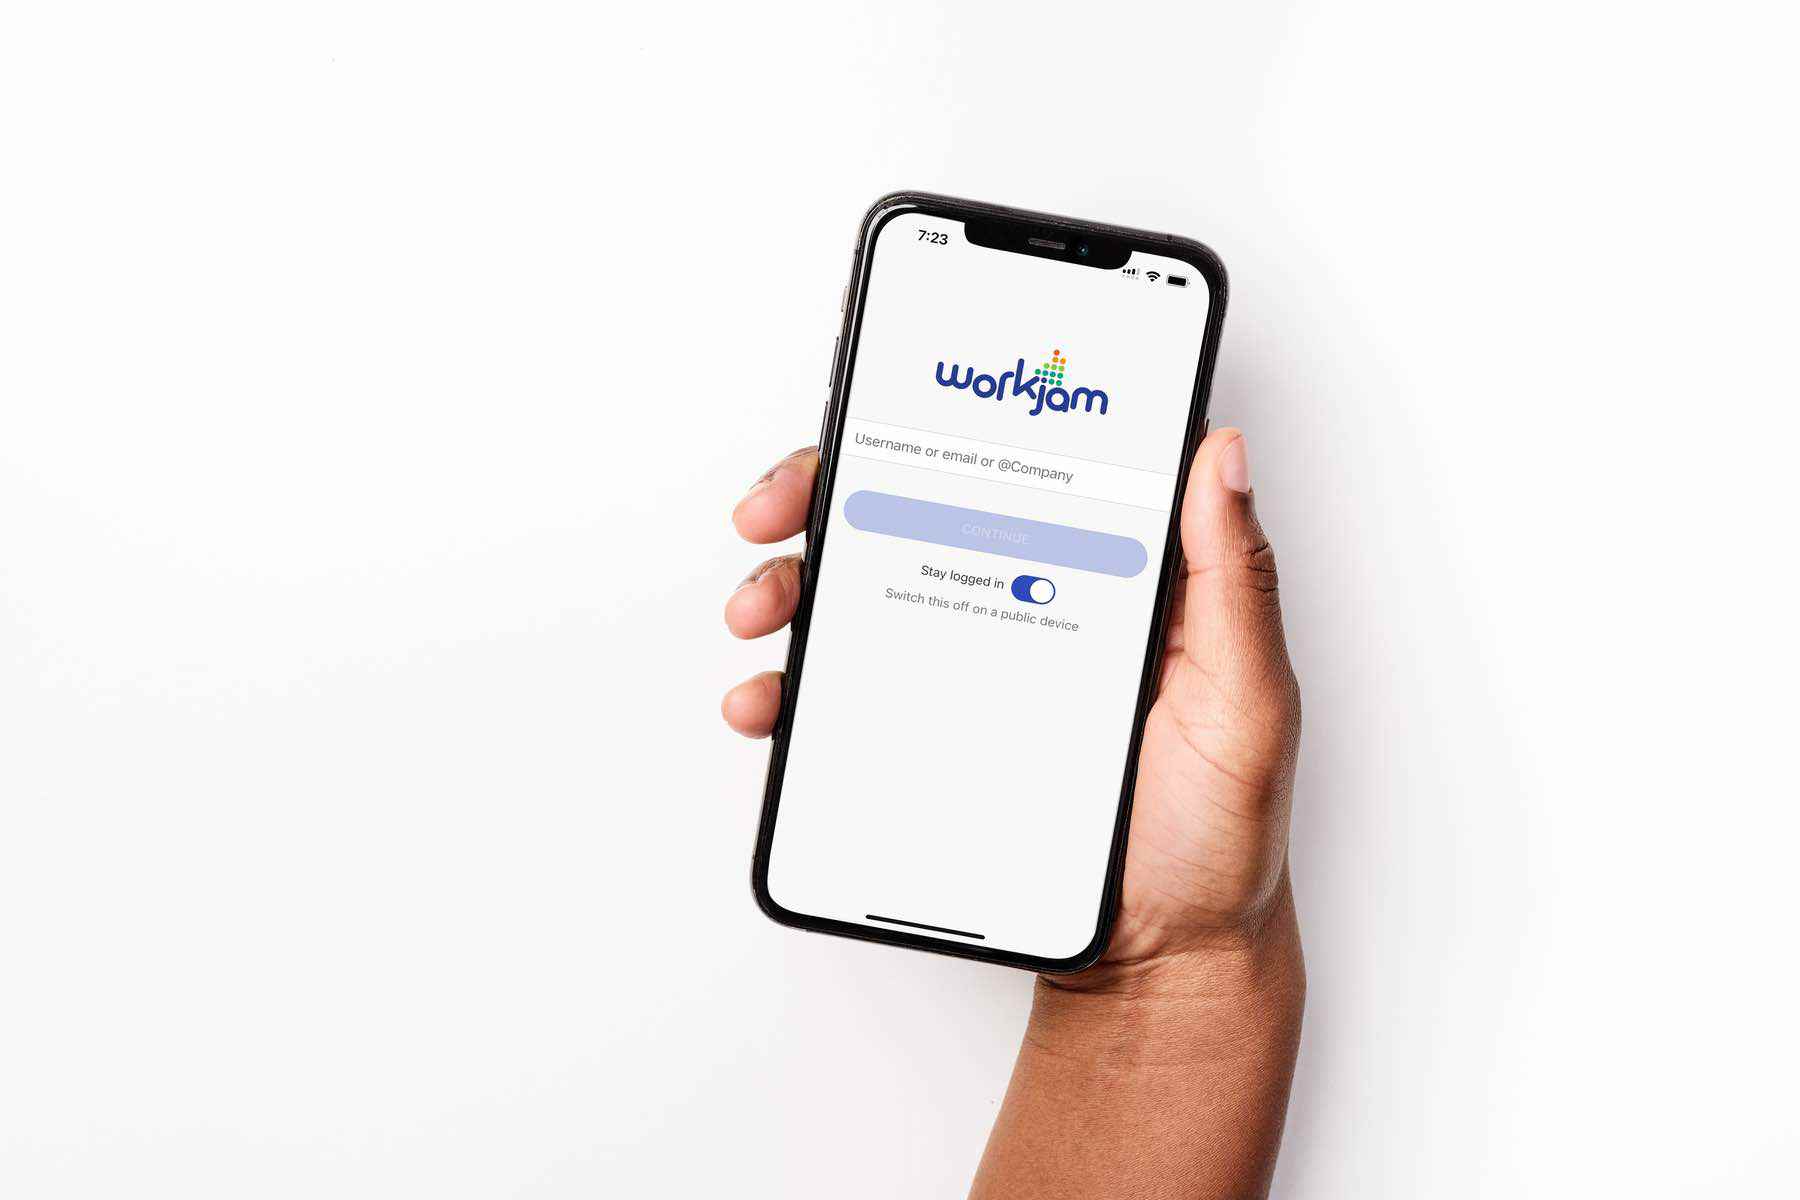 7:23
workjam
Username or email or @Company
CONTINUE
Stay logged in
Switch this off on a public device